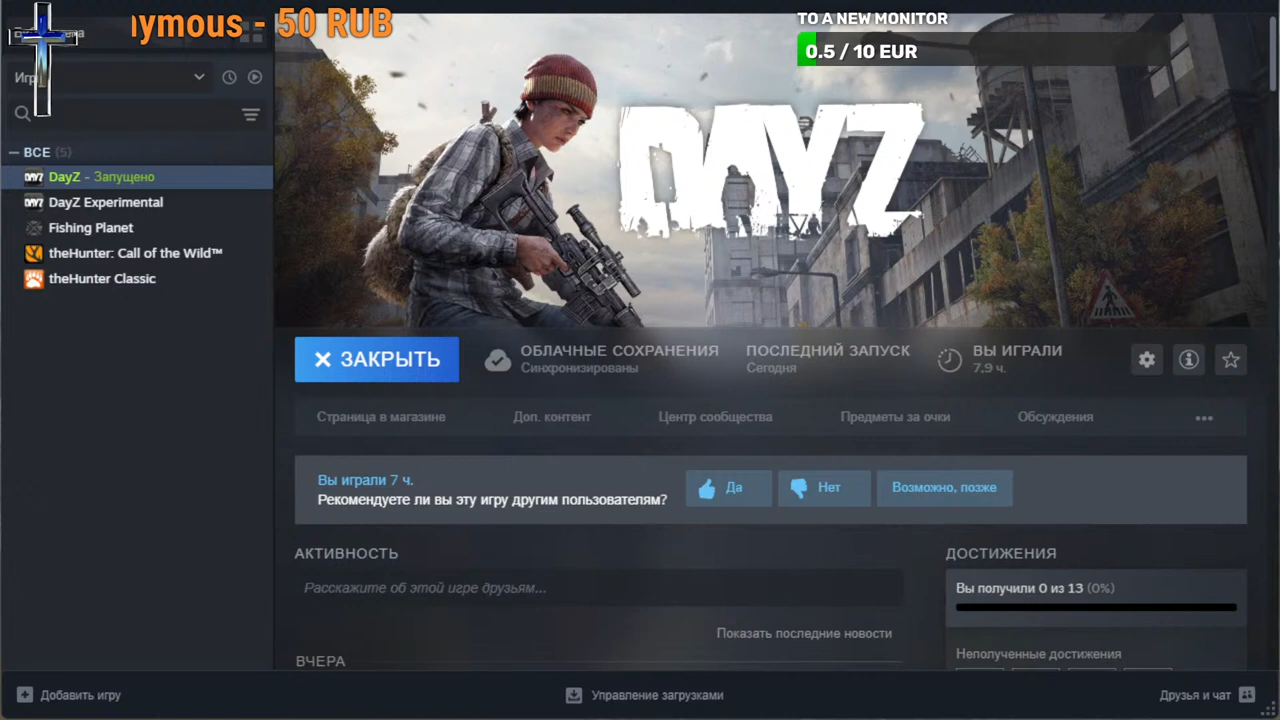 ymous - 50 RUB
TO A NEW MONITOR
0.5 / 10 EUR
Игр
ВСЕ (5)
DAYZ DayZ - Запущено
DAYZ DayZ Experimental
Fishing Planet
theHunter: Call of the Wild™
theHunter Classic
DAYZ
ЗАКРЫТЬ
ОБЛАЧНЫЕ СОХРАНЕНИЯ
Синхронизированы
ПОСЛЕДНИЙ ЗАПУСК
Сегодня
ВЫ ИГРАЛИ
7.9 ч.
Страница в магазине Доп. контент Центр сообщества Предметы за очки Обсуждения
Вы играли 7 ч.
Рекомендуете ли вы эту игру другим пользователям?
Да Нет Возможно, позже
АКТИВНОСТЬ
Расскажите об этой игре друзьям...
Показать последние новости
ВЧЕРА
ДОСТИЖЕНИЯ
Вы получили 0 из 13 (0%)
Неполученные достижения
Добавить игру Управление загрузками Друзья и чат